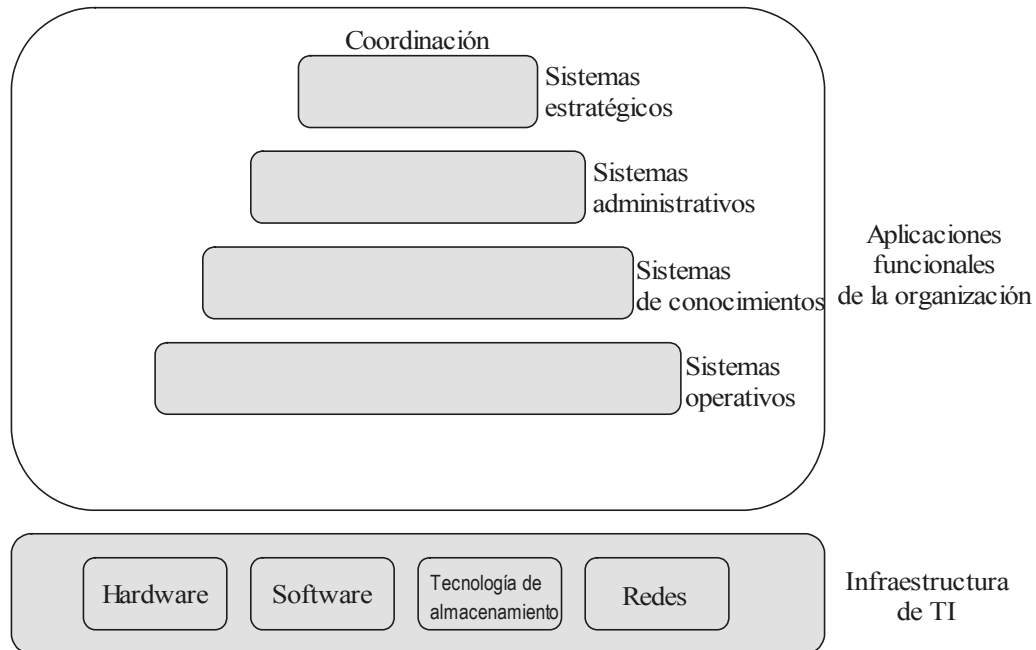 Coordinación
Sistemas
estratégicos
Sistemas
administrativos
Sistemas
de conocimientos
Sistemas
operativos
Aplicaciones
funcionales
de la organización
Hardware
Software
Tecnología de
almacenamiento
Redes
Infraestructura
de TI